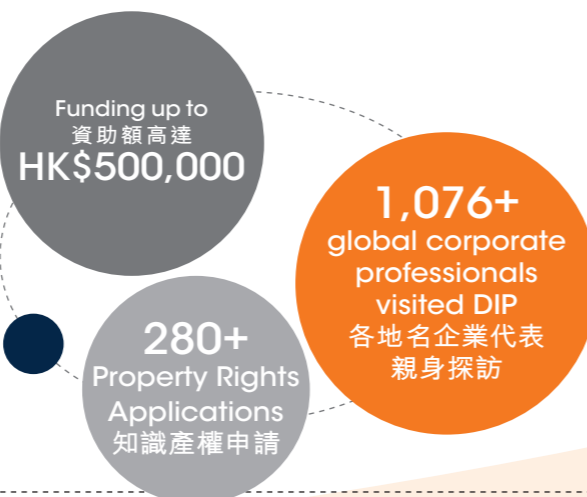 Funding up to
資助額高達
HK$500,000
1,076+
global corporate
professionals
visited DIP
各地名企業代表
親身探訪
280+
Property Rights
Applications
知識產權申請